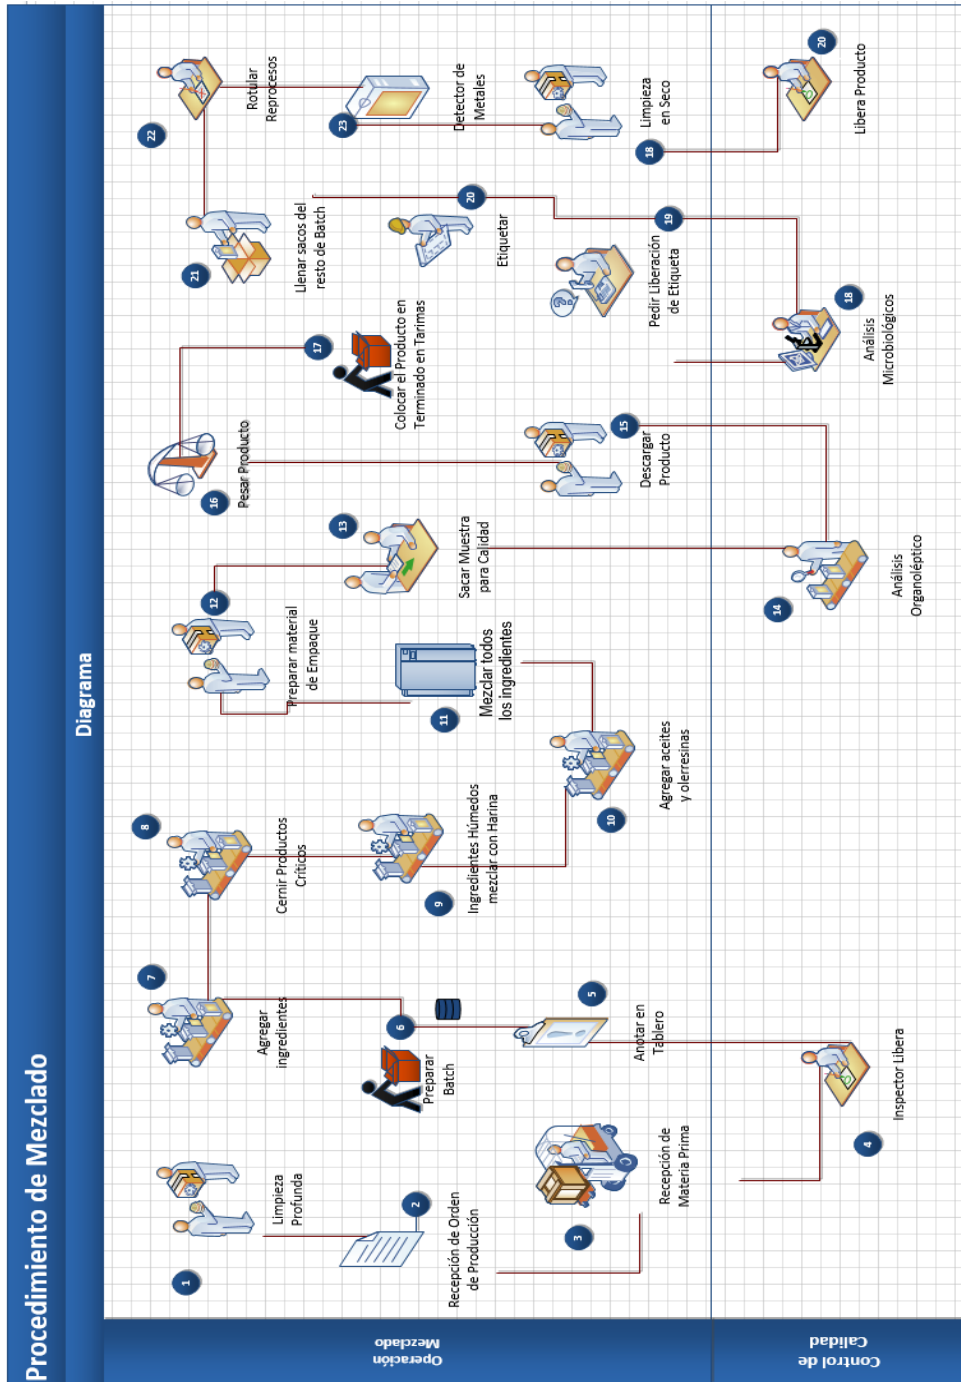 Procedimiento de Mezclado
Diagrama
Operación
Mezclado
1
Limpieza
Profunda
2
Recepción de Orden
de Producción
3
Recepción de
Materia Prima
5
Anotar en
Tablero
6
Preparar
Batch
7
Agregar
ingredientes
8
Cernir Productos
Críticos
9
Ingredientes Húmedos
mezclar con Harina
10
Agregar aceites
y olerresinas
11
Mezclar todos
los ingredientes
12
Preparar material
de Empaque
13
Sacar Muestra
para Calidad
15
Descargar
Producto
16
Pesar Producto
17
Colocar el Producto en
Terminado en Tarimas
19
Pedir Liberación
de Etiqueta
20
Etiquetar
21
Llenar sacos del
resto de Batch
22
Rotular
Reprocesos
23
Detector de
Metales
18
Limpieza
en Seco
Control de
Calidad
4
Inspector Libera
14
Análisis
Organoléptico
18
Análisis
Microbiológicos
20
Libera Producto